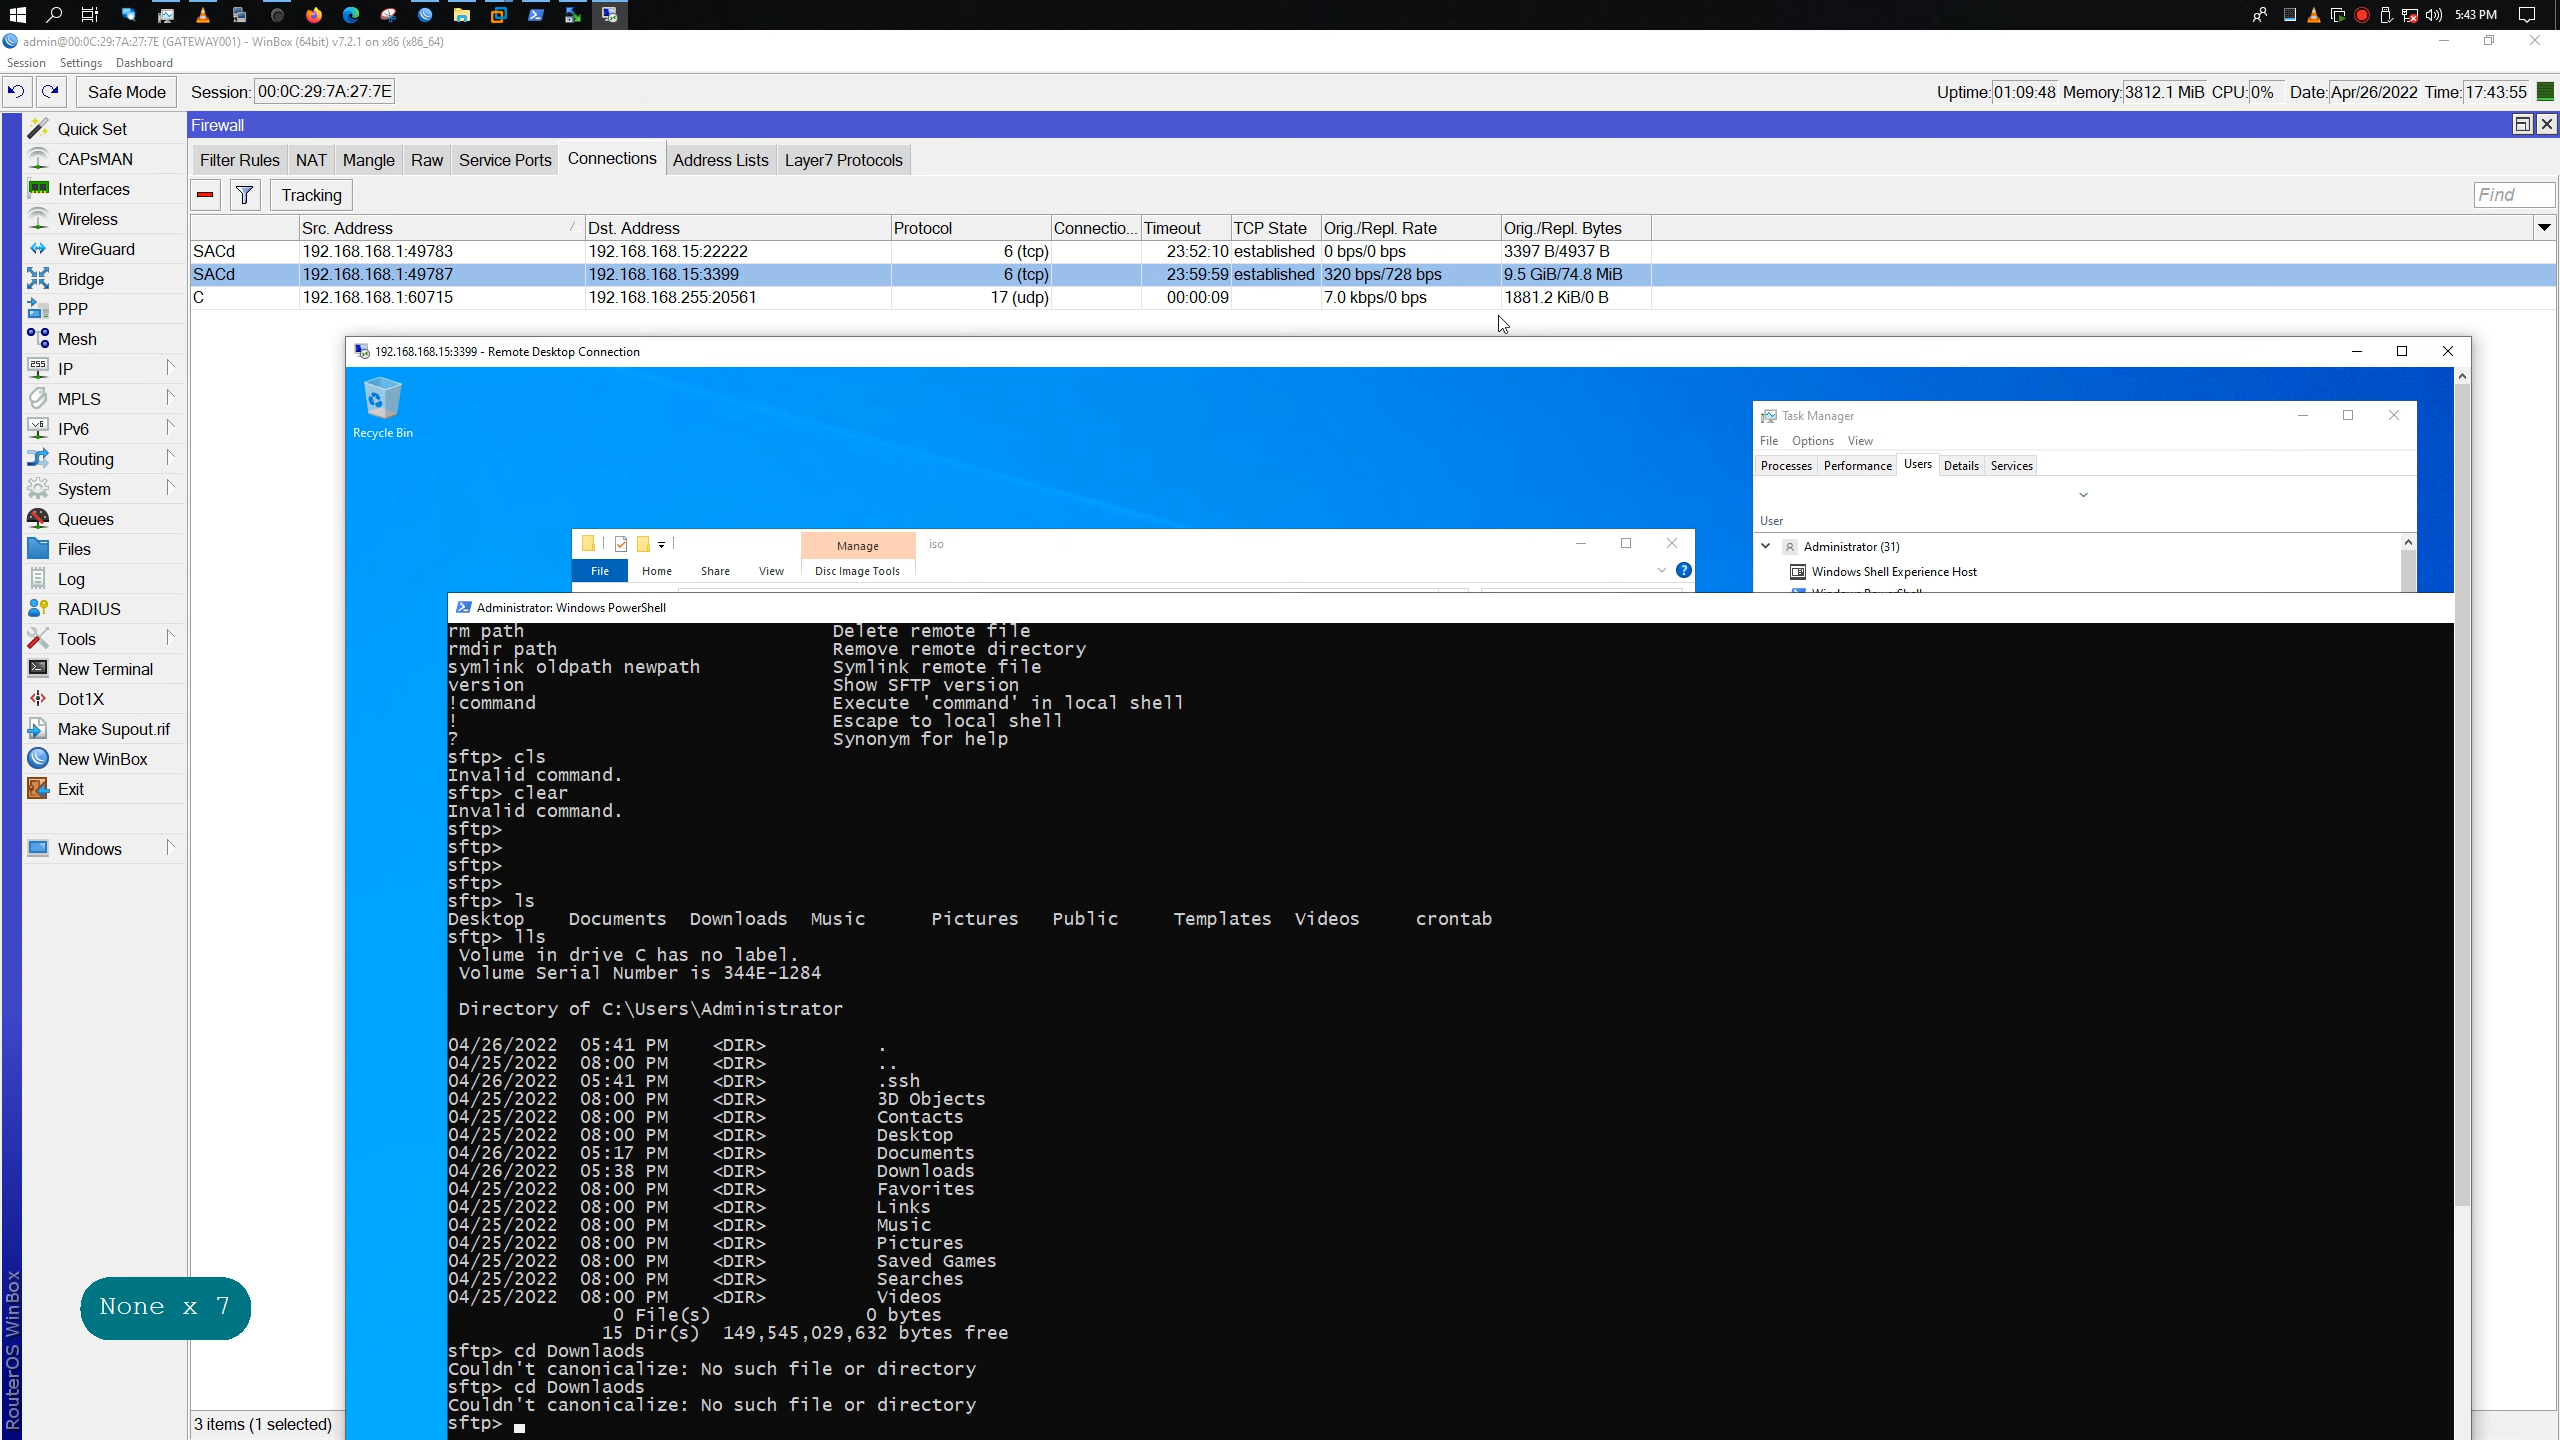 5:43 PM
admin@00:0C:29:7A:27:7E (GATEWAY001) - WinBox (64bit) v7.2.1 on x86 (x86_64)
Session Settings Dashboard
Safe Mode Session: 00:0C:29:7A:27:7E Uptime: 01:09:48 Memory: 3812.1 MiB CPU: 0% Date: Apr/26/2022 Time: 17:43:55
Quick Set
CAPsMAN
Interfaces
Wireless
WireGuard
Bridge
PPP
Mesh
IP
MPLS
IPv6
Routing
System
Queues
Files
Log
RADIUS
Tools
New Terminal
Dot1X
Make Supout.rif
New WinBox
Exit
Windows
RouterOS WinBox
None x 7
Firewall
Filter Rules NAT Mangle Raw Service Ports Connections Address Lists Layer7 Protocols
Tracking Find
Src. Address Dst. Address Protocol Connectio... Timeout TCP State Orig./Repl. Rate Orig./Repl. Bytes
SACd 192.168.168.1:49783 192.168.168.15:22222 6 (tcp) 23:52:10 established 0 bps/0 bps 3397 B/4937 B
SACd 192.168.168.1:49787 192.168.168.15:3399 6 (tcp) 23:59:59 established 320 bps/728 bps 9.5 GiB/74.8 MiB
C 192.168.168.1:60715 192.168.168.255:20561 17 (udp) 00:00:09 7.0 kbps/0 bps 1881.2 KiB/0 B
192.168.168.15:3399 - Remote Desktop Connection
Recycle Bin
Task Manager
File Options View
Processes Performance Users Details Services
User
Administrator (31)
Windows Shell Experience Host
Windows PowerShell
Manage iso
File Home Share View Disc Image Tools
Administrator: Windows PowerShell
rm path Delete remote file
rmdir path Remove remote directory
symlink oldpath newpath Symlink remote file
version Show SFTP version
!command Execute 'command' in local shell
! Escape to local shell
? Synonym for help
sftp> cls
Invalid command.
sftp> clear
Invalid command.
sftp>
sftp>
sftp>
sftp>
sftp> ls
Desktop Documents Downloads Music Pictures Public Templates Videos crontab
sftp> lls
Volume in drive C has no label.
Volume Serial Number is 344E-1284
Directory of C:\Users\Administrator
04/26/2022 05:41 PM <DIR> .
04/25/2022 08:00 PM <DIR> ..
04/26/2022 05:41 PM <DIR> .ssh
04/25/2022 08:00 PM <DIR> 3D Objects
04/25/2022 08:00 PM <DIR> Contacts
04/25/2022 08:00 PM <DIR> Desktop
04/26/2022 05:17 PM <DIR> Documents
04/26/2022 05:38 PM <DIR> Downloads
04/25/2022 08:00 PM <DIR> Favorites
04/25/2022 08:00 PM <DIR> Links
04/25/2022 08:00 PM <DIR> Music
04/25/2022 08:00 PM <DIR> Pictures
04/25/2022 08:00 PM <DIR> Saved Games
04/25/2022 08:00 PM <DIR> Searches
04/25/2022 08:00 PM <DIR> Videos
0 File(s) 0 bytes
15 Dir(s) 149,545,029,632 bytes free
sftp> cd Downlaods
Couldn't canonicalize: No such file or directory
sftp> cd Downlaods
Couldn't canonicalize: No such file or directory
sftp>
3 items (1 selected)